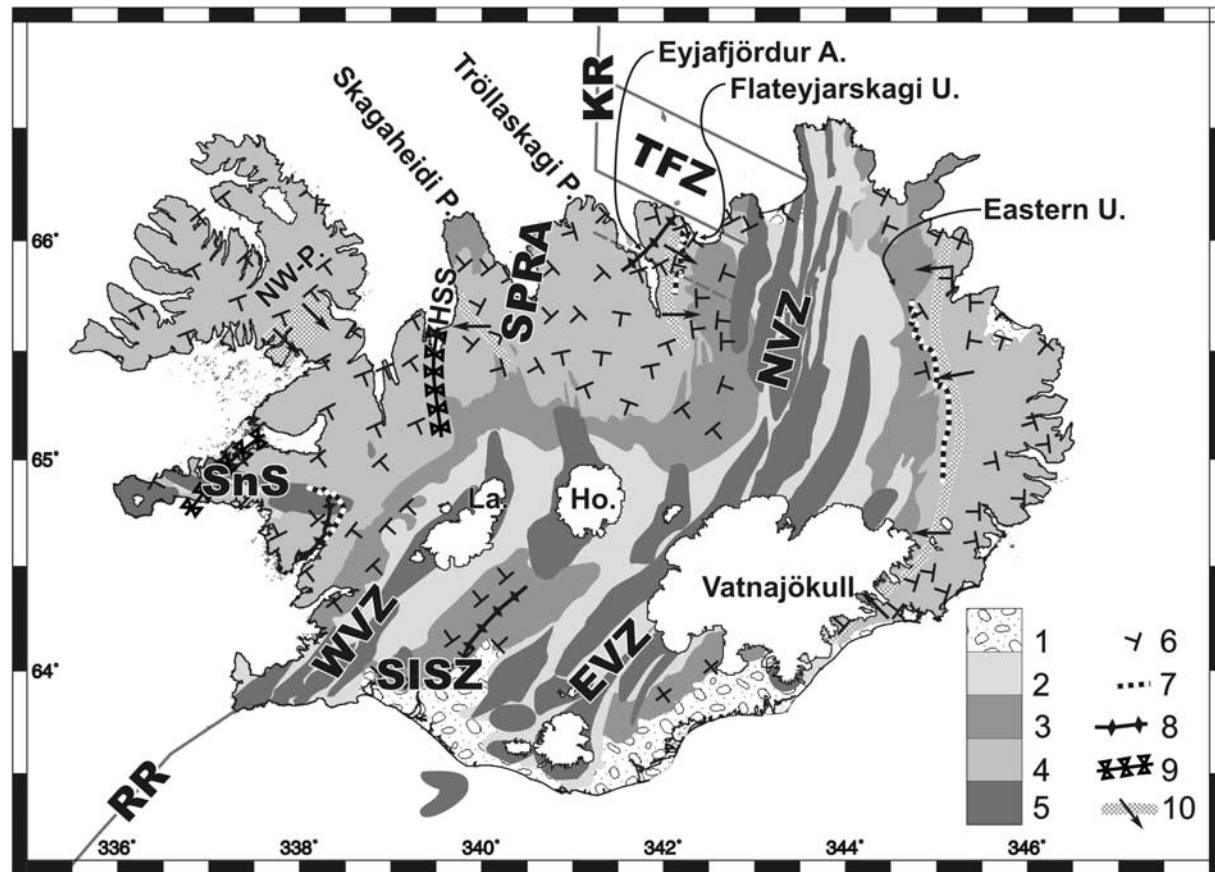 KR
Eyjafjördur A.
Flateyjarskagi U.
Skagaheidi P.
Tröllaskagi P.
TFZ
Eastern U.
66°
NW-P.
HSS
SPRA
NVZ
65°
SnS
La.
Ho.
Vatnajökull
WVZ
EVZ
SISZ
64°
RR
1
2
3
4
5
6
7
8
9
10
336°
338°
340°
342°
344°
346°